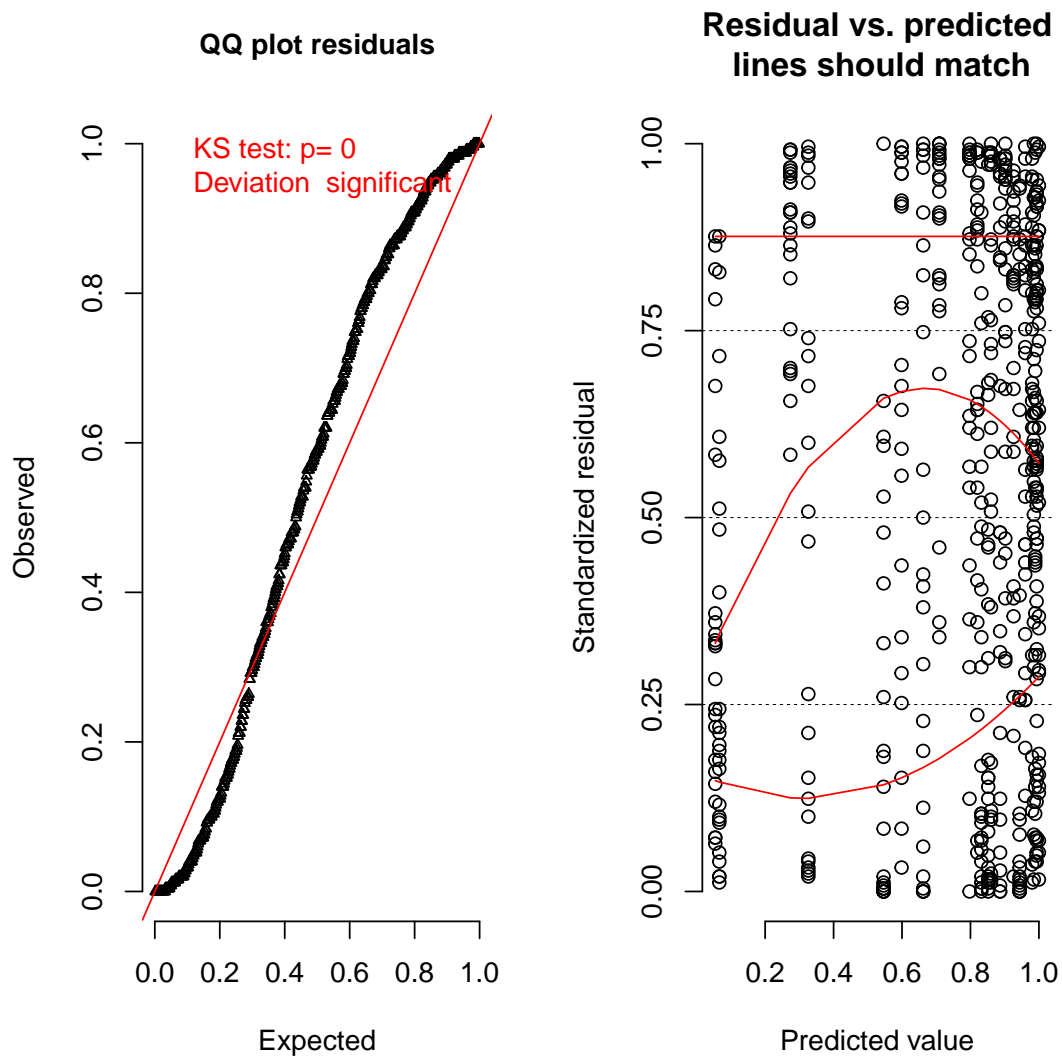 QQ plot residuals
KS test: p= 0
Deviation  significant
Observed
0.0
0.2
0.4
0.6
0.8
1.0
0.0 0.2 0.4 0.6 0.8 1.0
Expected
Residual vs. predicted
lines should match
Standardized residual
0.00
0.25
0.50
0.75
1.00
0.2 0.4 0.6 0.8 1.0
Predicted value